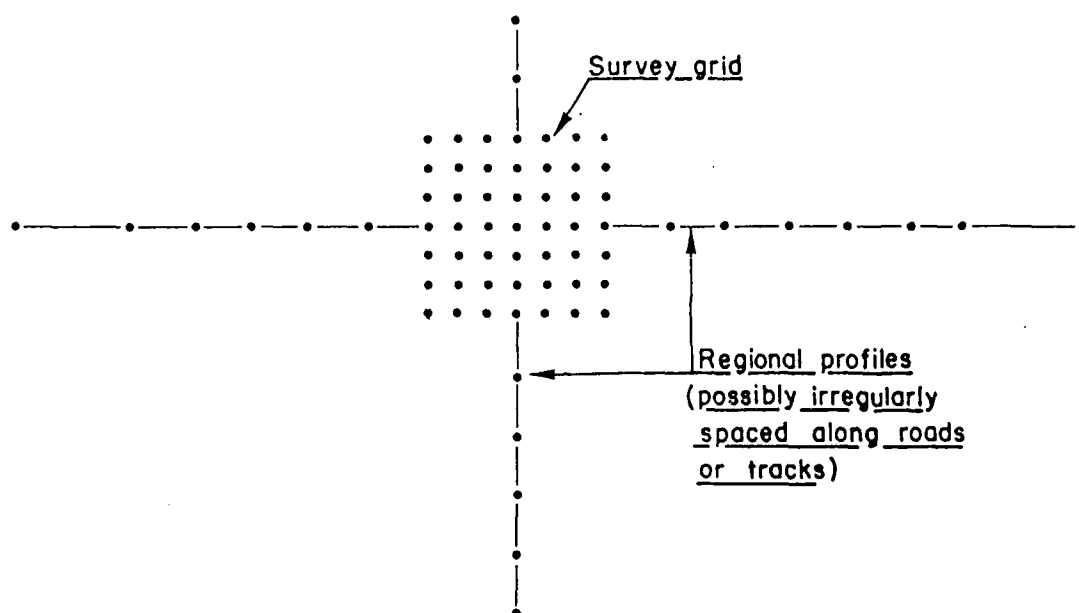 Survey grid
Regional profiles
(possibly irregularly
spaced along roads
or tracks)